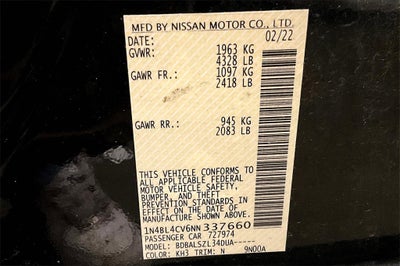 MFD BY NISSAN MOTOR CO., LTD.
DATE: 02/22
GVWR: 1963 KG
4328 LB
GAWR FR.: 1097 KG
2418 LB
GAWR RR.: 945 KG
2083 LB
THIS VEHICLE CONFORMS TO
ALL APPLICABLE FEDERAL
MOTOR VEHICLE SAFETY,
BUMPER, AND THEFT
PREVENTION STANDARDS IN
EFFECT ON THE DATE OF
MANUFACTURE SHOWN ABOVE.
1N4BL4CV6NN337660
PASSENGER CAR 727974
MODEL: BDBALSZL34DUA-----
COLOR: KH3 TRIM: N 9N00A